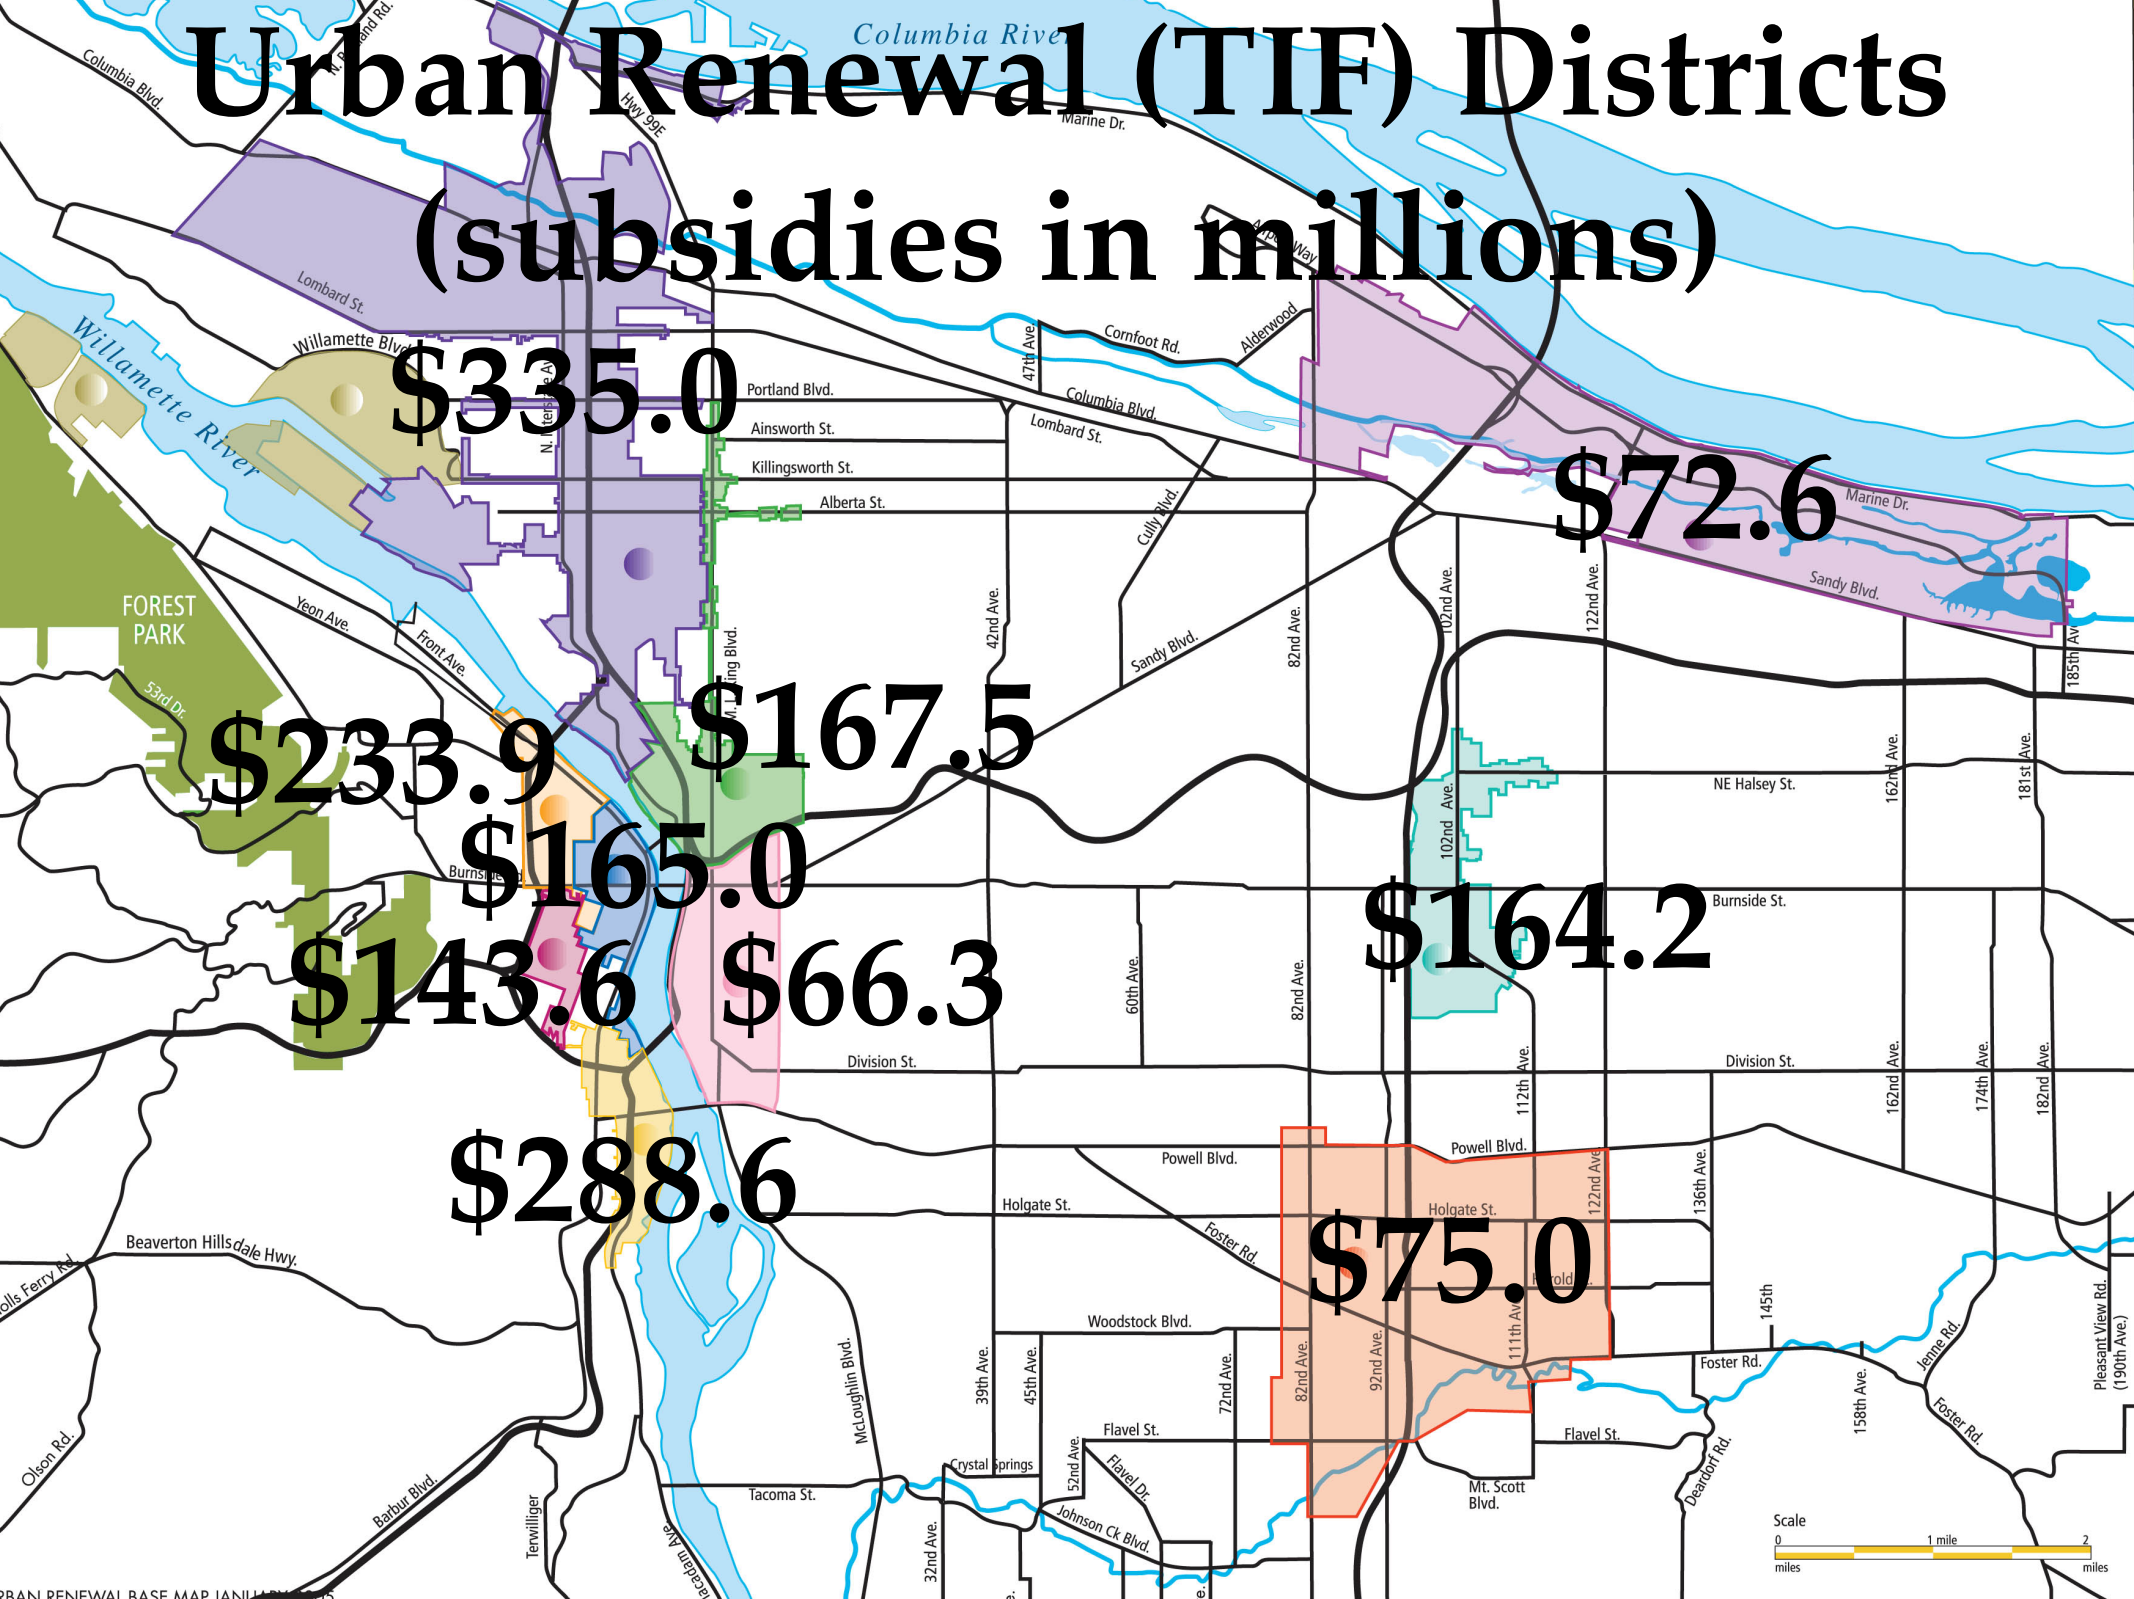 Urban Renewal (TIF) Districts
(subsidies in millions)
Columbia River
Columbia Blvd.
Hwy 99E
Marine Dr.
Airport Way
Lombard St.
Willamette Blvd.
Willamette River
$335.0
Portland Blvd.
Ainsworth St.
Killingsworth St.
Alberta St.
47th Ave.
Cornfoot Rd.
Alderwood
Columbia Blvd.
Lombard St.
Cully Blvd.
$72.6
Marine Dr.
Sandy Blvd.
FOREST
PARK
Yeon Ave.
Front Ave.
53rd Dr.
42nd Ave.
Sandy Blvd.
82nd Ave.
102nd Ave.
122nd Ave.
185th Ave
$233.9
$167.5
$165.0
$143.6
$66.3
$164.2
102nd Ave.
NE Halsey St.
162nd Ave.
181st Ave.
Burnside St.
60th Ave.
82nd Ave.
Division St.
Division St.
112th Ave.
162nd Ave.
174th Ave.
182nd Ave.
$288.6
Powell Blvd.
Powell Blvd.
122nd Ave
136th Ave.
Holgate St.
Holgate St.
Foster Rd.
$75.0
Beaverton Hillsdale Hwy.
Woodstock Blvd.
111th Ave
82nd Ave.
92nd Ave.
39th Ave.
45th Ave.
72nd Ave.
McLoughlin Blvd.
145th
Foster Rd.
Jenne Rd.
158th Ave.
Foster Rd.
Pleasant View Rd.
(190th Ave.)
Olson Rd.
Barbur Blvd.
Terwilliger
Tacoma St.
Crystal Springs
52nd Ave.
Flavel St.
Flavel Dr.
Flavel St.
Mt. Scott
Blvd.
Deardorf Rd.
Johnson Ck Blvd.
32nd Ave.
Scale
0 1 mile 2
miles miles